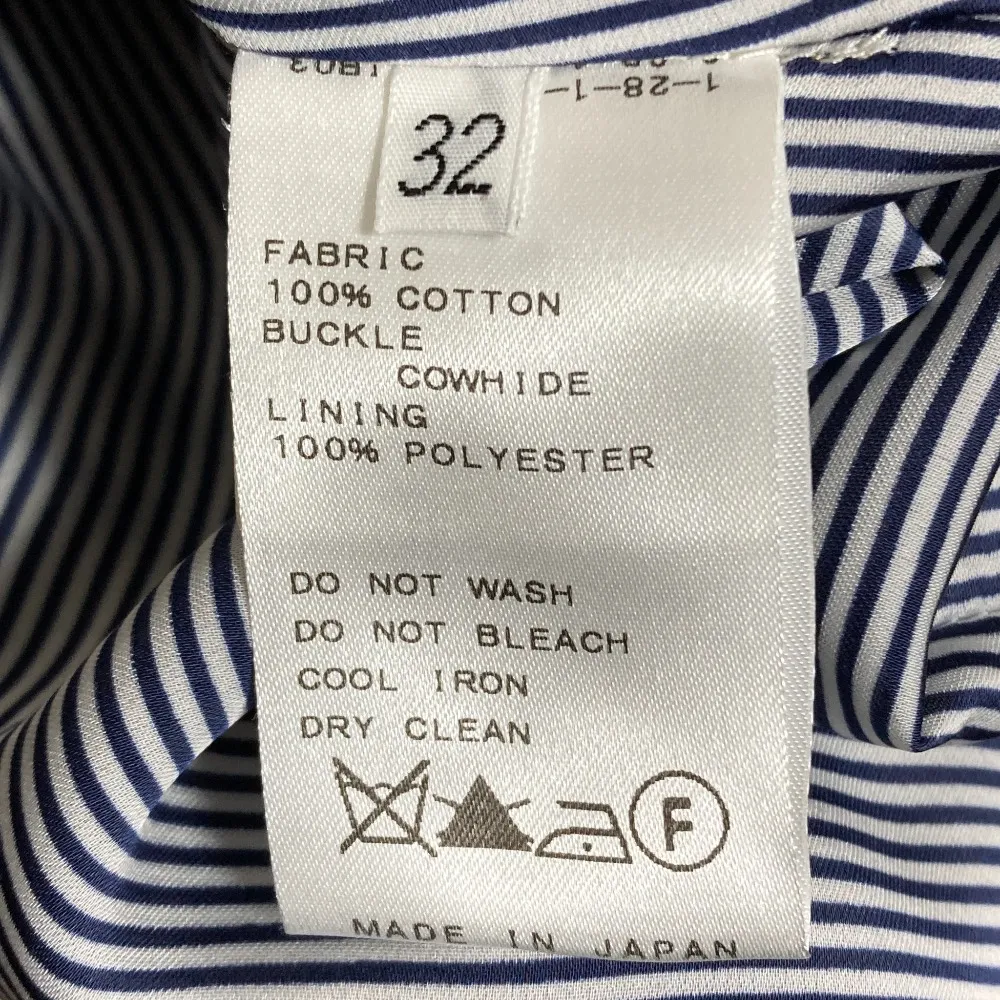 1-28-1-
32
FABRIC
100% COTTON
BUCKLE
COWHIDE
LINING
100% POLYESTER
DO NOT WASH
DO NOT BLEACH
COOL IRON
DRY CLEAN
F
MADE IN JAPAN